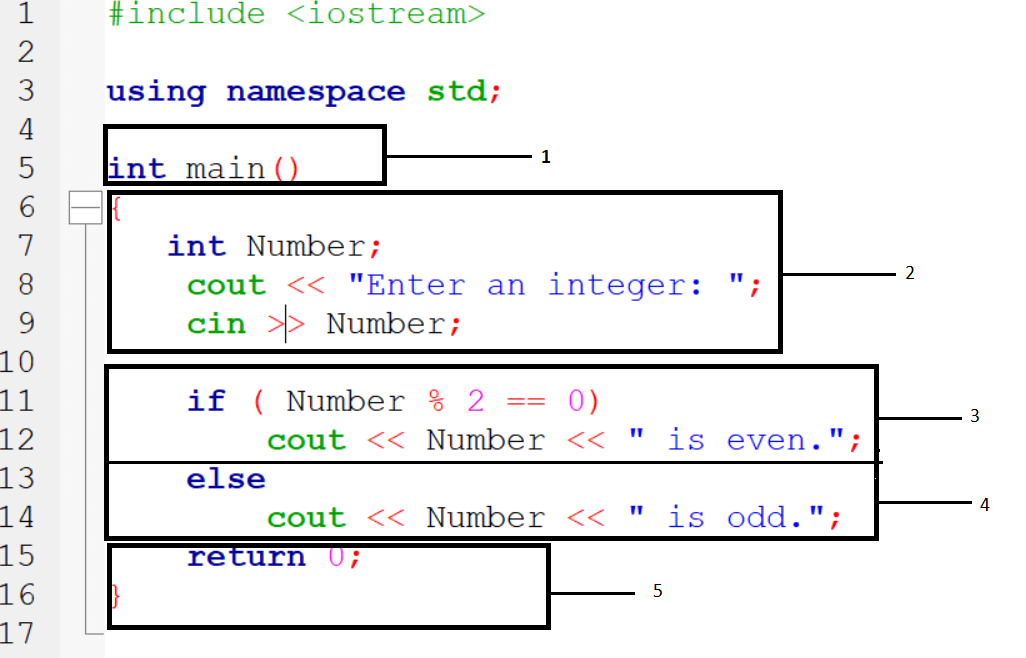 1 #include <iostream>
2
3 using namespace std;
4
5 int main() 1
6 {
7 int Number;
8 cout << "Enter an integer: "; 2
9 cin >> Number;
10
11 if ( Number % 2 == 0) 3
12 cout << Number << " is even.";
13 else
14 cout << Number << " is odd."; 4
15 return 0;
16 } 5
17